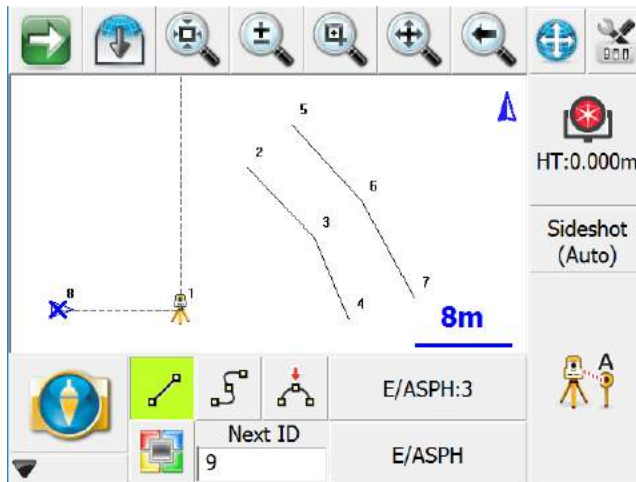 5
2
6
3
8
1
7
4
8m
HT:0.000m
Sideshot
(Auto)
A
E/ASPH:3
Next ID
9
E/ASPH